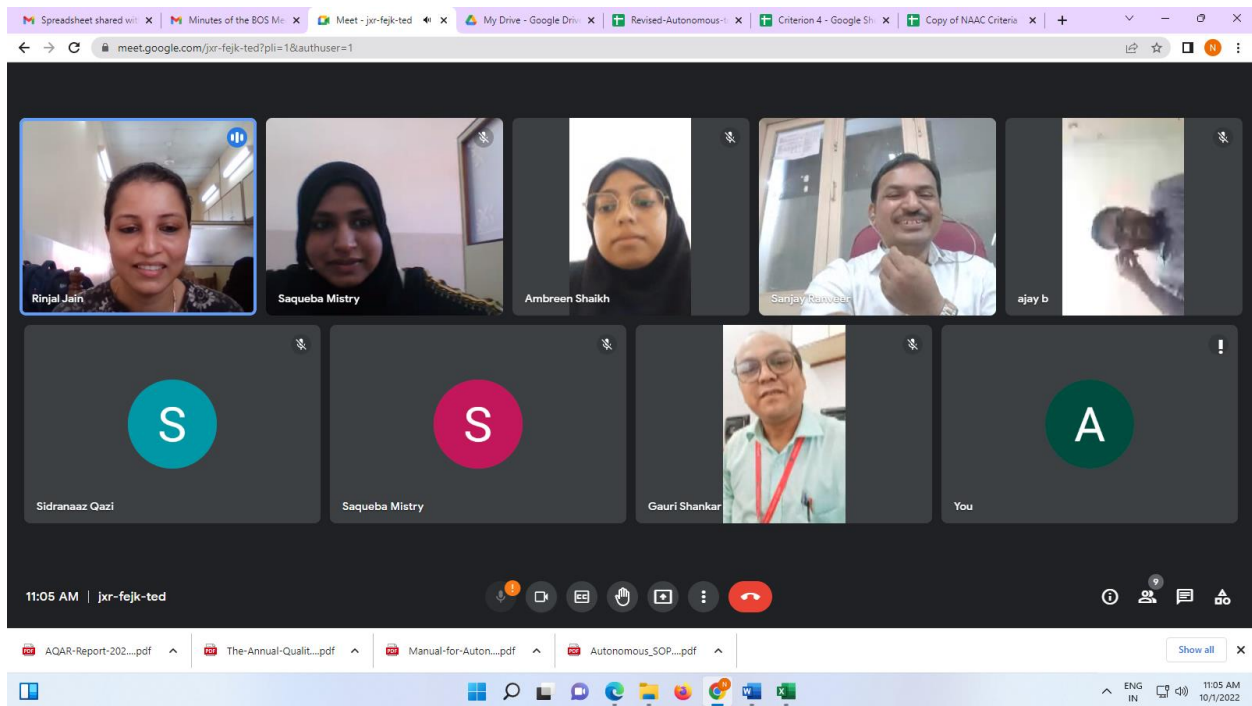 Spreadsheet shared wit
Minutes of the BOS Me
Meet - jxr-fejk-ted
My Drive - Google Driv
Revised-Autonomous-
Criterion 4 - Google Sh
Copy of NAAC Criteria
meet.google.com/jxr-fejk-ted?pli=1&authuser=1
N
Rinjal Jain
Saqueba Mistry
Ambreen Shaikh
Sanjay Ranveer
ajay b
S
S
A
Sidranaaz Qazi
Saqueba Mistry
Gauri Shankar
You
11:05 AM | jxr-fejk-ted
9
AQAR-Report-202....pdf
The-Annual-Qualit....pdf
Manual-for-Auton....pdf
Autonomous_SOP....pdf
Show all
ENG
IN
11:05 AM
10/1/2022